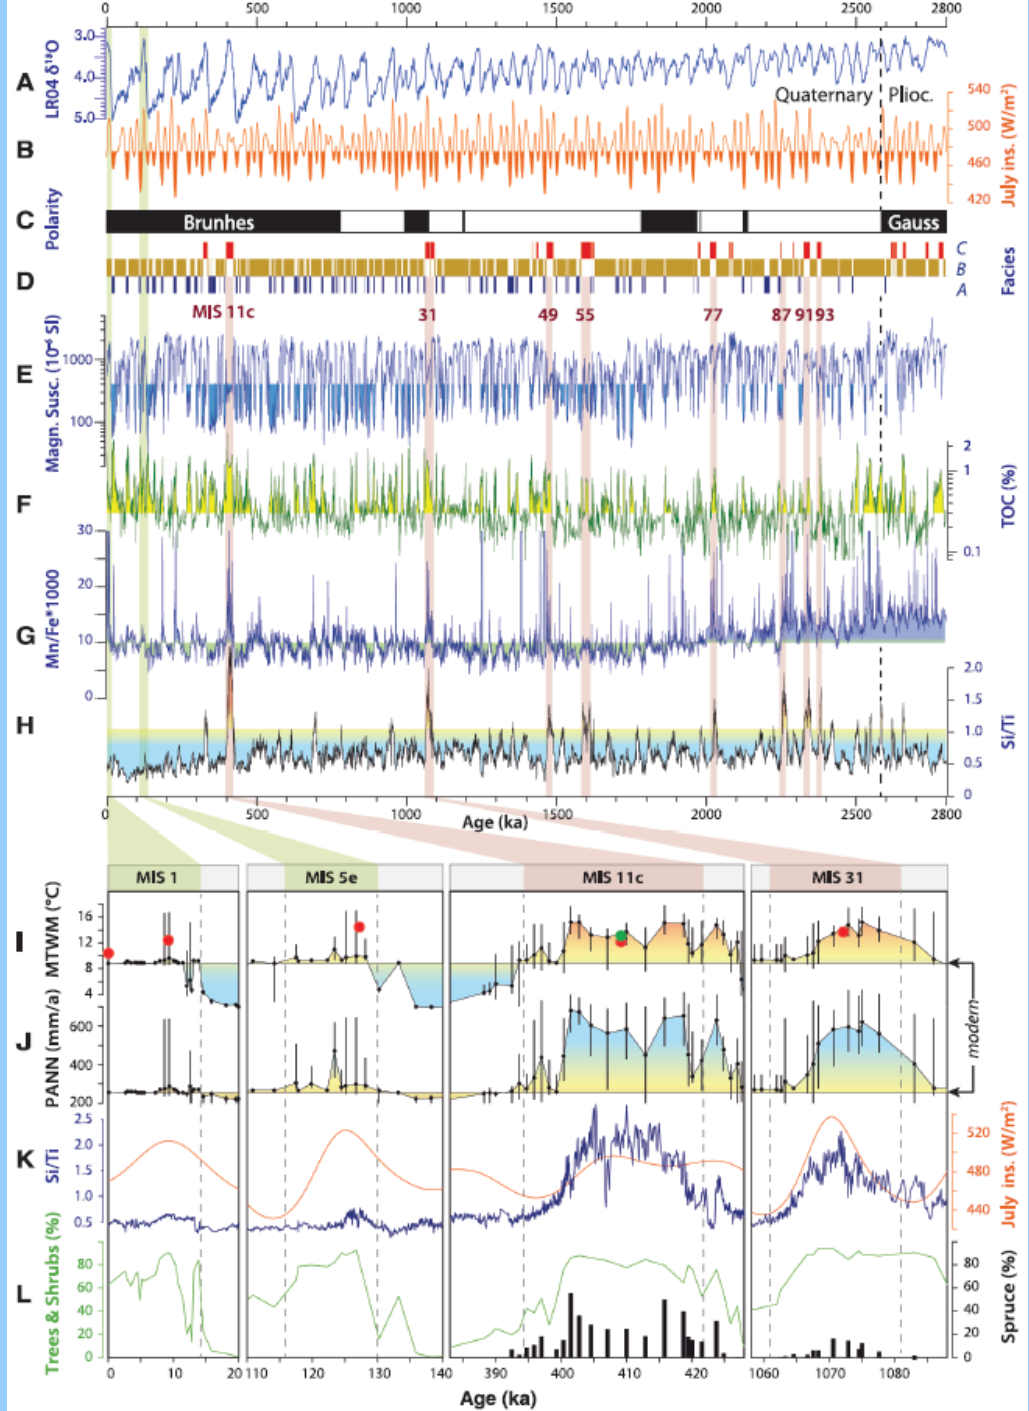 0 500 1000 1500 2000 2500 2800
A
LR04 δ¹⁸O
3.0
4.0
5.0
Quaternary
Plioc.
B
540
500
460
420
July ins. (W/m²)
C
Polarity
Brunhes
Gauss
D
C
B
A
Facies
MIS 11c 31 49 55 77 87 91 93
E
Magn. Susc. (10⁻⁶ SI)
1000
100
F
2
1
0.1
TOC (%)
G
Mn/Fe*1000
30
20
10
0
H
2.0
1.5
1.0
0.5
0
Si/Ti
0 500 1000 1500 2000 2500 2800
Age (ka)
MIS 1 MIS 5e MIS 11c MIS 31
I
MTWM (°C)
16
12
8
4
J
PANN (mm/a)
600
400
200
modern
K
Si/Ti
2.5
2.0
1.5
1.0
0.5
520
480
440
July ins. (W/m²)
L
Trees & Shrubs (%)
80
60
40
20
0
80
60
40
20
0
Spruce (%)
0 10 20 110 120 130 140 390 400 410 420 1060 1070 1080
Age (ka)